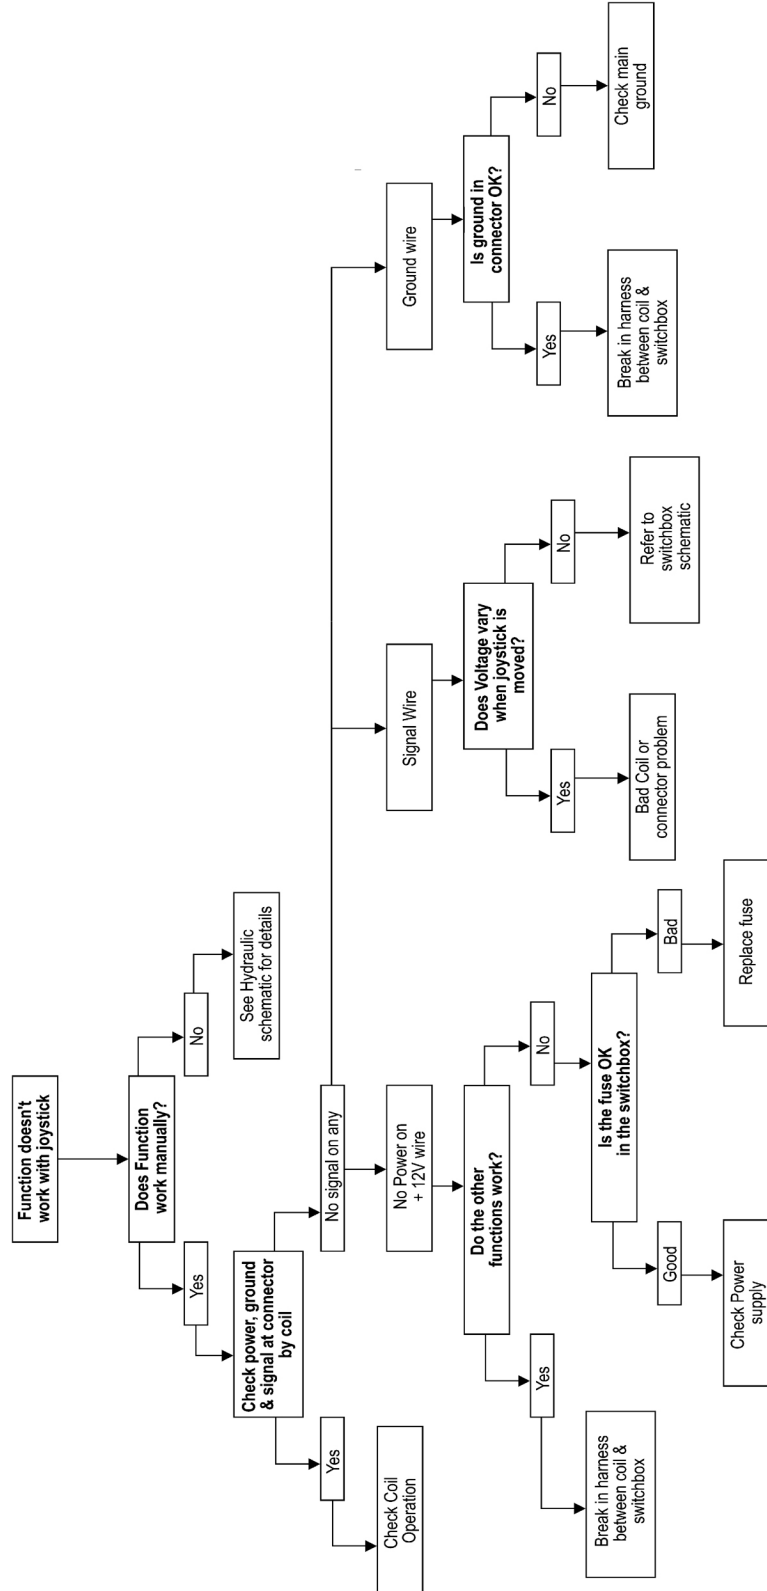 Function doesn't
work with joystick
Does Function
work manually?
Yes
No
See Hydraulic
schematic for details
Check power, ground
& signal at connector
by coil
Yes
Check Coil
Operation
No signal on any
No Power on
+ 12V wire
Do the other
functions work?
Yes
Break in harness
between coil &
switchbox
No
Is the fuse OK
in the switchbox?
Good
Check Power
supply
Bad
Replace fuse
Signal Wire
Does Voltage vary
when joystick is
moved?
Yes
Bad Coil or
connector problem
No
Refer to
switchbox
schematic
Ground wire
Is ground in
connector OK?
Yes
Break in harness
between coil &
switchbox
No
Check main
ground